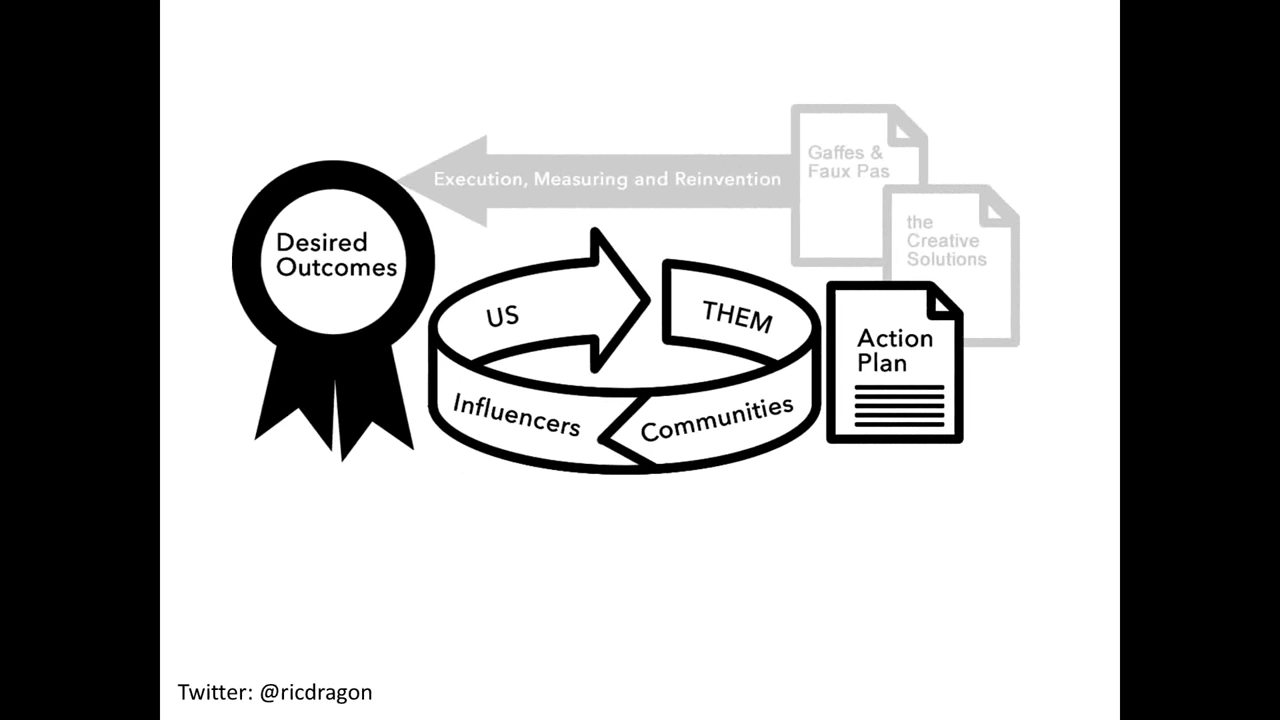 Gaffes &
Faux Pas
Execution, Measuring and Reinvention
the
Creative
Solutions
Desired
Outcomes
US
THEM
Action
Plan
Influencers
Communities
Twitter: @ricdragon